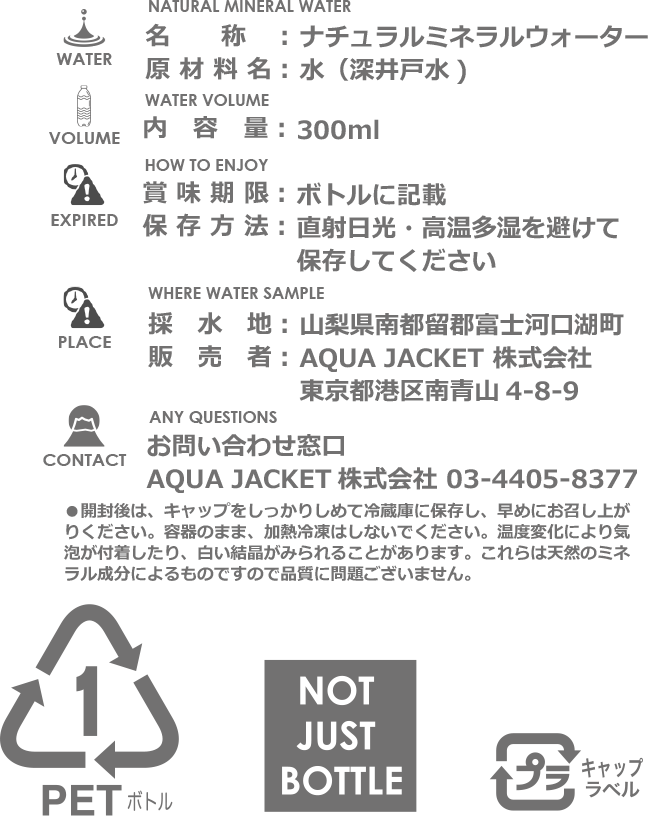 NATURAL MINERAL WATER
名 称 : ナチュラルミネラルウォーター
WATER
原 材 料 名 : 水（深井戸水）
WATER VOLUME
内 容 量 : 300ml
VOLUME
HOW TO ENJOY
賞 味 期 限 : ボトルに記載
EXPIRED
保 存 方 法 : 直射日光・高温多湿を避けて
保存してください
WHERE WATER SAMPLE
採 水 地 : 山梨県南都留郡富士河口湖町
PLACE
販 売 者 : AQUA JACKET 株式会社
東京都港区南青山 4-8-9
ANY QUESTIONS
お問い合わせ窓口
CONTACT
AQUA JACKET 株式会社 03-4405-8377
●開封後は、キャップをしっかりしめて冷蔵庫に保存し、早めにお召し上が
りください。容器のまま、加熱冷凍はしないでください。温度変化により気
泡が付着したり、白い結晶がみられることがあります。これらは天然のミネ
ラル成分によるものですので品質に問題ございません。
1
PET ボトル
NOT
JUST
BOTTLE
プラ
キャップ
ラベル